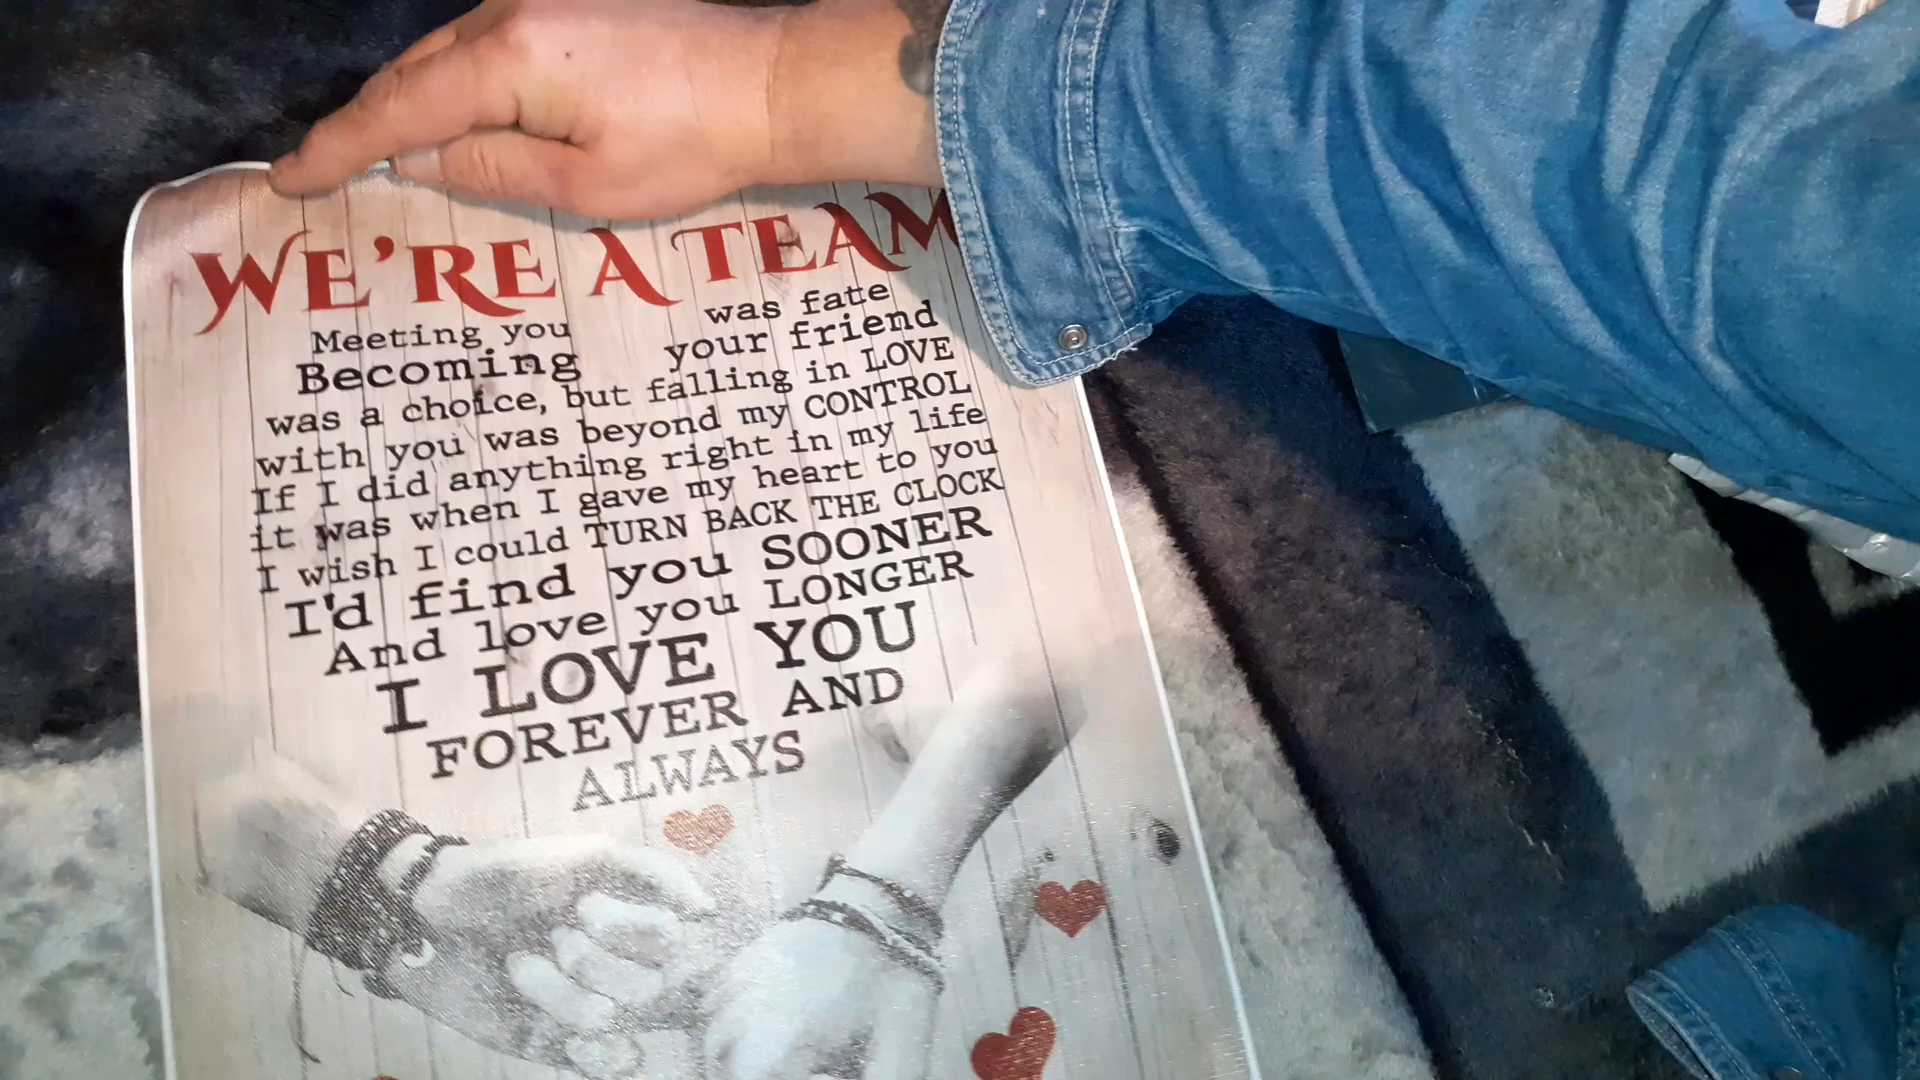 WE'RE A TEAM
Meeting you was fate
Becoming your friend
was a choice, but falling in LOVE
with you was beyond my CONTROL
If I did anything right in my life
it was when I gave my heart to you
I wish I could TURN BACK THE CLOCK
I'd find you SOONER
And love you LONGER
I LOVE YOU
FOREVER AND
ALWAYS